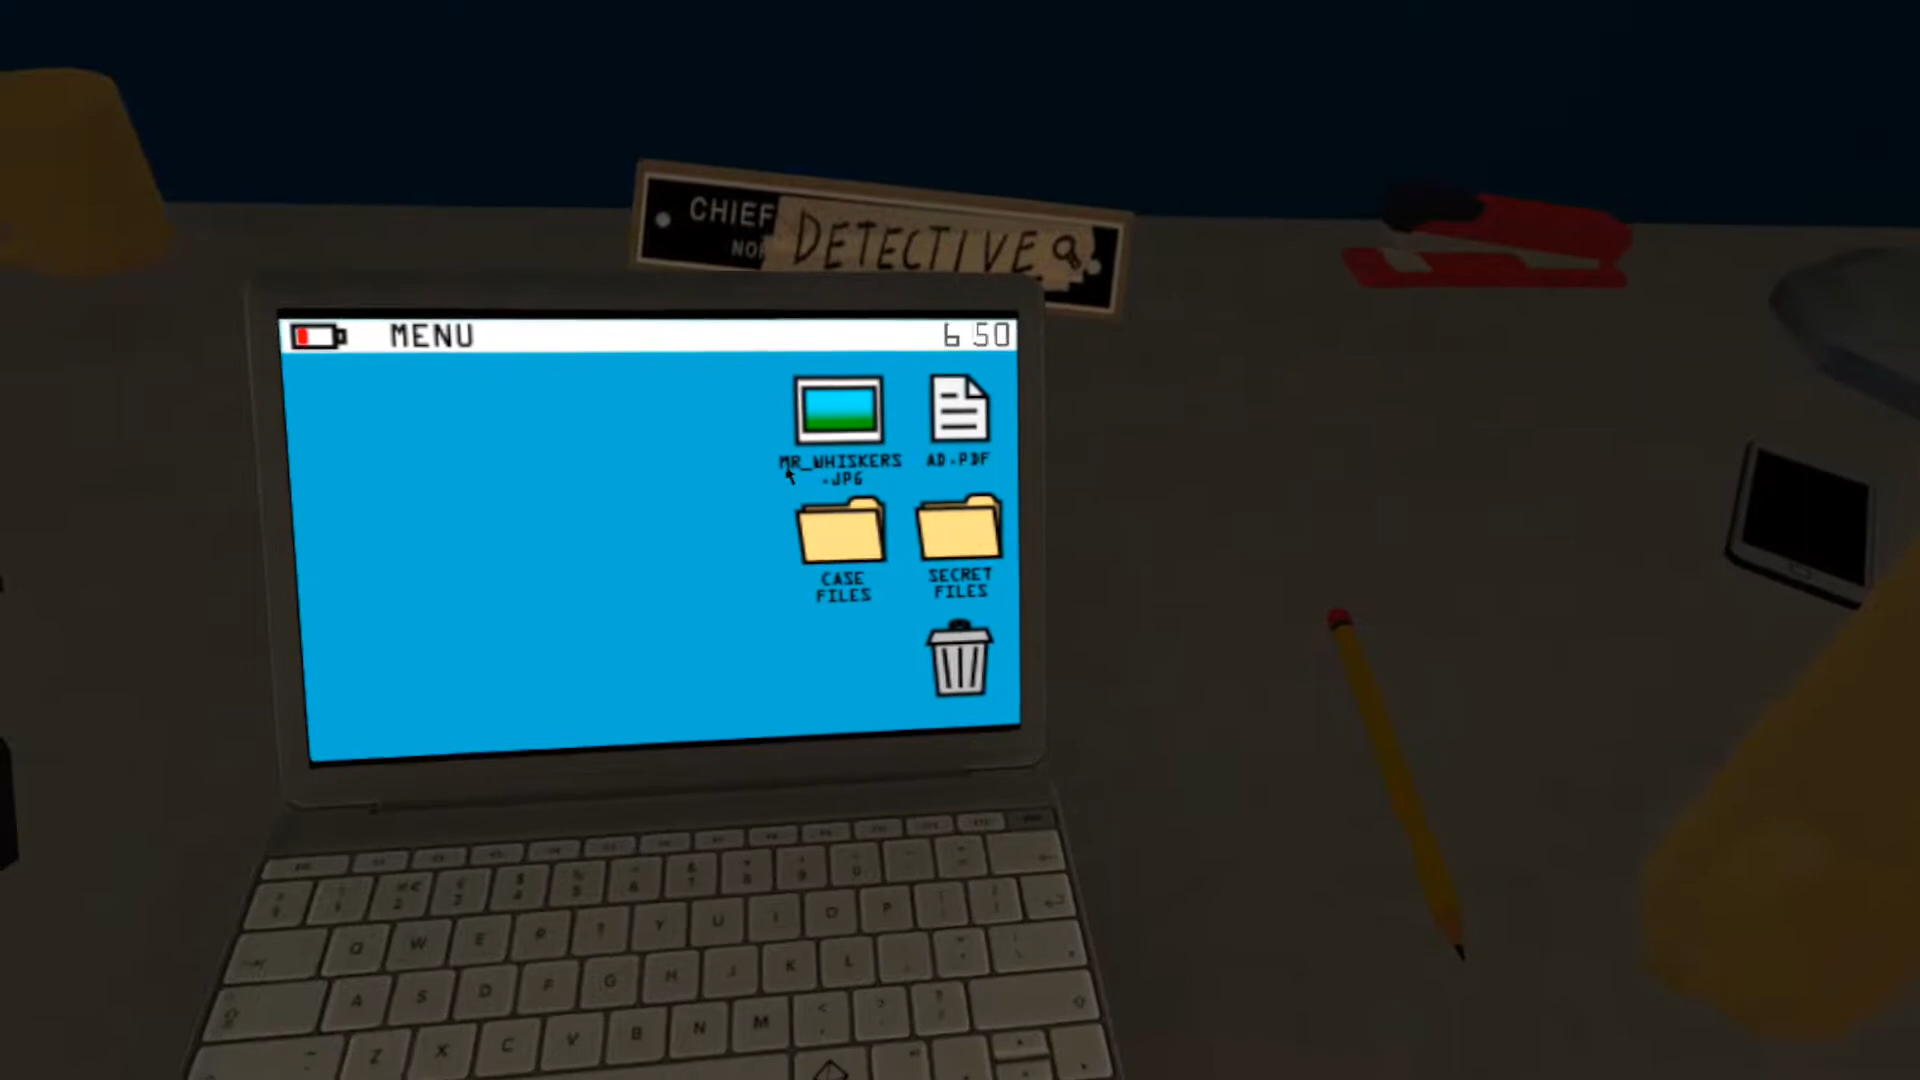 CHIEF
DETECTIVE
MENU
6 50
MR_WHISKERS
.JPG
AD.PDF
CASE
FILES
SECRET
FILES
Q W E R T Y U I O P
A S D F G H J K L
Z X C V B N M